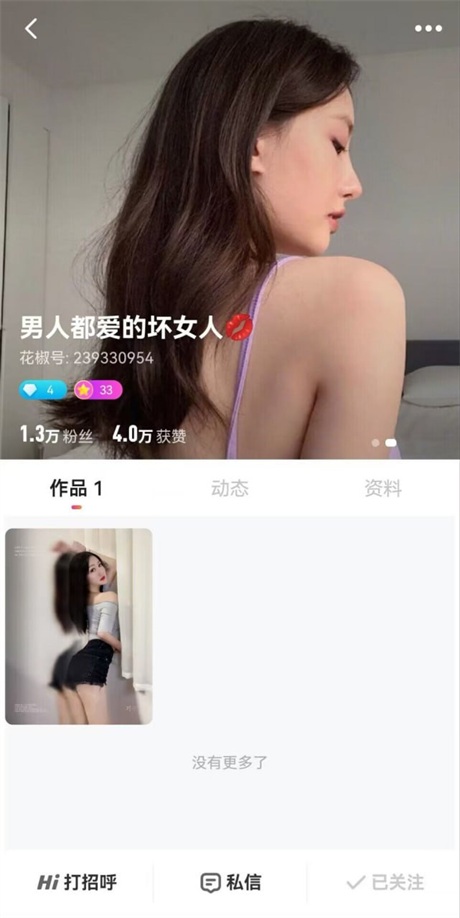 男人都爱的坏女人💋
花椒号: 239330954
4 33
1.3万 粉丝 4.0万 获赞
作品 1 动态 资料
没有更多了
Hi 打招呼 私信 已关注